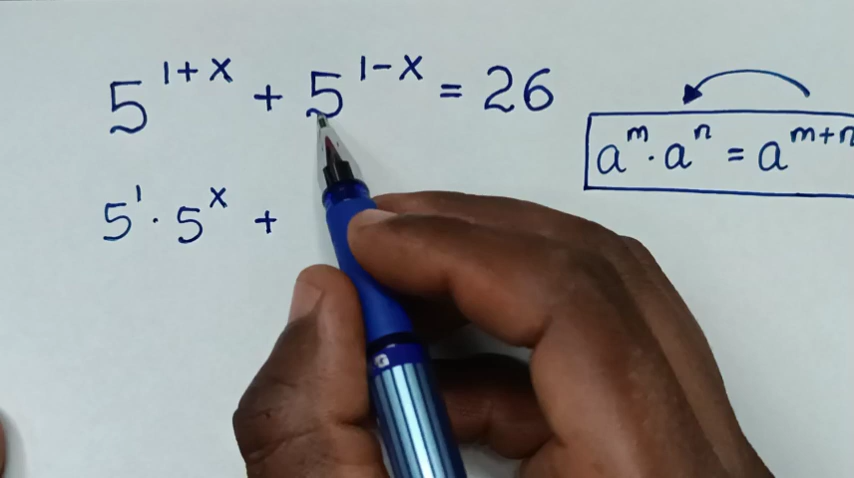 5^{1+x} + 5^{1-x} = 26
a^m · a^n = a^{m+n}
5^1 · 5^x +